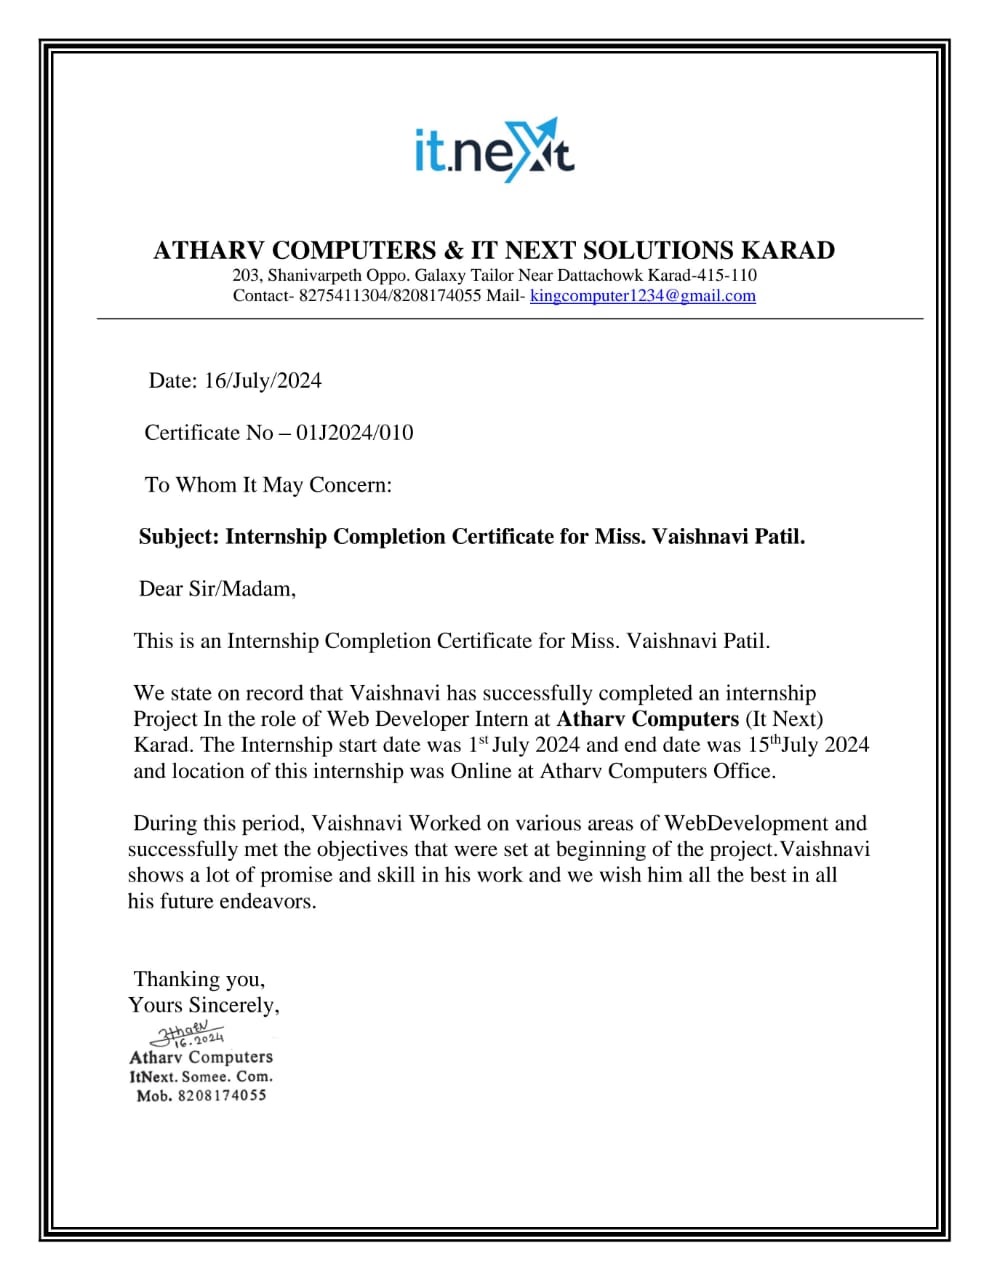 it.next
ATHARV COMPUTERS & IT NEXT SOLUTIONS KARAD
203, Shanivarpeth Oppo. Galaxy Tailor Near Dattachowk Karad-415-110
Contact- 8275411304/8208174055 Mail- kingcomputer1234@gmail.com
Date: 16/July/2024
Certificate No – 01J2024/010
To Whom It May Concern:
Subject: Internship Completion Certificate for Miss. Vaishnavi Patil.
Dear Sir/Madam,
This is an Internship Completion Certificate for Miss. Vaishnavi Patil.
We state on record that Vaishnavi has successfully completed an internship
Project In the role of Web Developer Intern at Atharv Computers (It Next)
Karad. The Internship start date was 1st July 2024 and end date was 15thJuly 2024
and location of this internship was Online at Atharv Computers Office.
During this period, Vaishnavi Worked on various areas of WebDevelopment and
successfully met the objectives that were set at beginning of the project.Vaishnavi
shows a lot of promise and skill in his work and we wish him all the best in all
his future endeavors.
Thanking you,
Yours Sincerely,
16.2024
Atharv Computers
ItNext. Somee. Com.
Mob. 8208174055